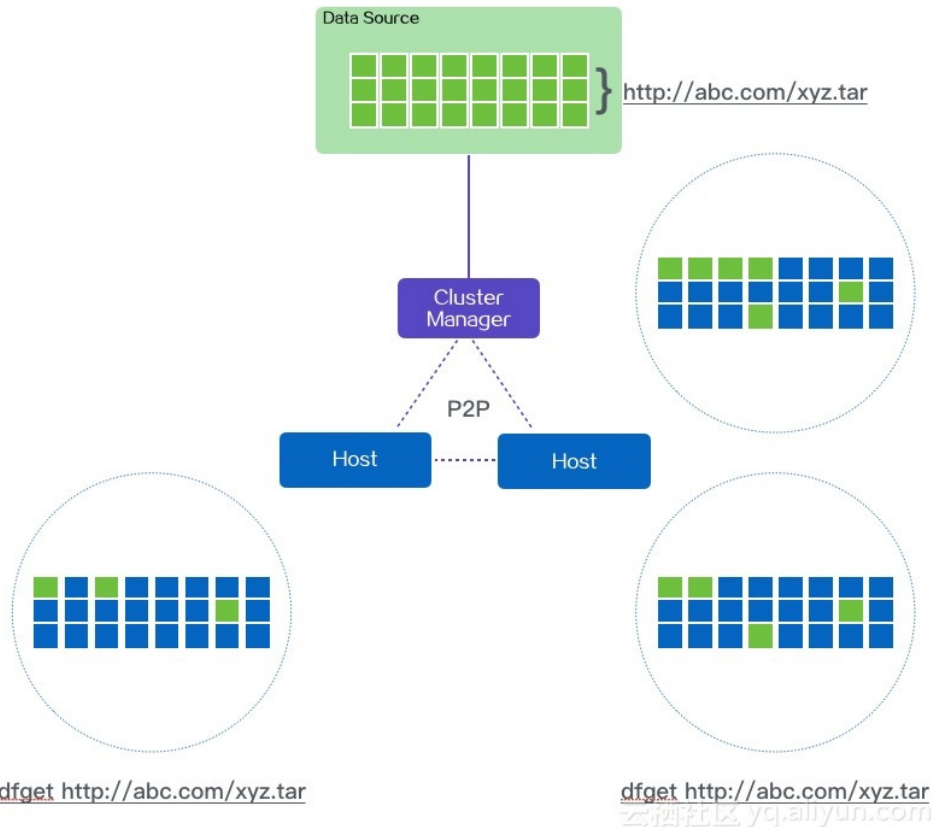 Data Source
http://abc.com/xyz.tar
Cluster
Manager
P2P
Host
Host
dfget http://abc.com/xyz.tar
dfget http://abc.com/xyz.tar
云栖社区 yq.aliyun.com